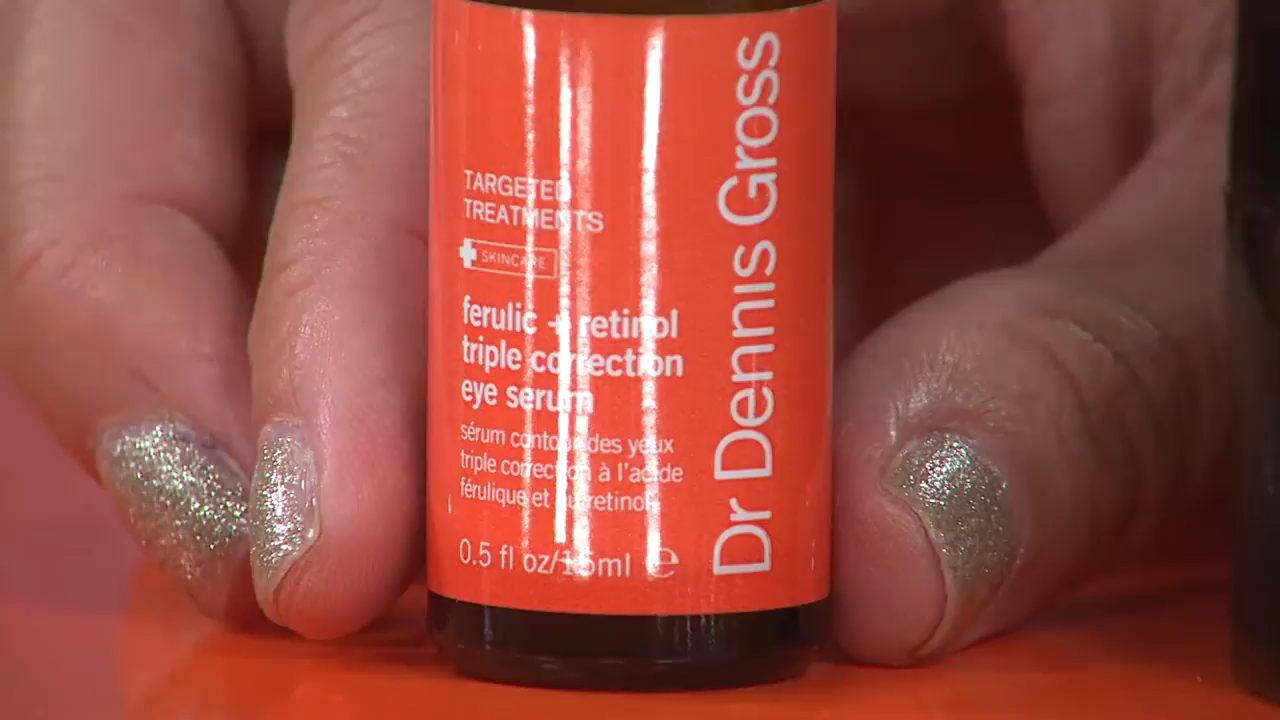 TARGETED
TREATMENTS
SKINCARE
ferulic + retinol
triple correction
eye serum
sérum contour des yeux
triple correction à l'acide
férulique et au retinol
0.5 fl oz/15ml e
Dr Dennis Gross